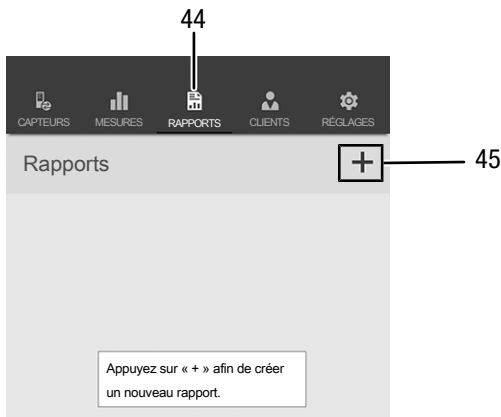 44
CAPTEURS MESURES RAPPORTS CLIENTS RÉGLAGES
Rapports +
45
Appuyez sur « + » afin de créer
un nouveau rapport.